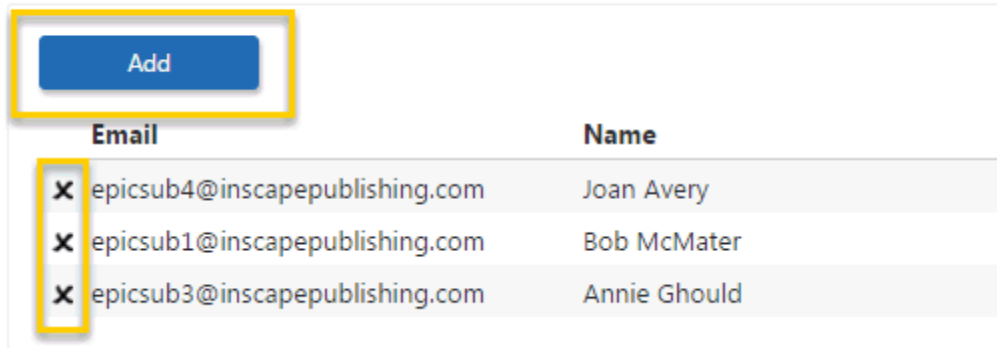 Add
Email Name
epicsub4@inscapepublishing.com Joan Avery
epicsub1@inscapepublishing.com Bob McMater
epicsub3@inscapepublishing.com Annie Ghould